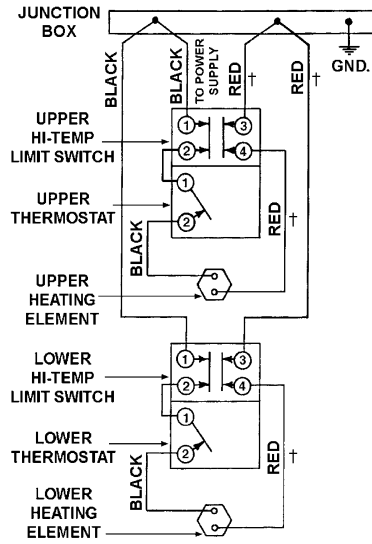 JUNCTION
BOX
GND.
BLACK
BLACK
TO POWER
SUPPLY
RED
†
RED
†
UPPER
HI-TEMP
LIMIT SWITCH
1
3
2
4
UPPER
THERMOSTAT
1
2
BLACK
RED
†
UPPER
HEATING
ELEMENT
LOWER
HI-TEMP
LIMIT SWITCH
1
3
2
4
LOWER
THERMOSTAT
1
2
BLACK
RED
†
LOWER
HEATING
ELEMENT